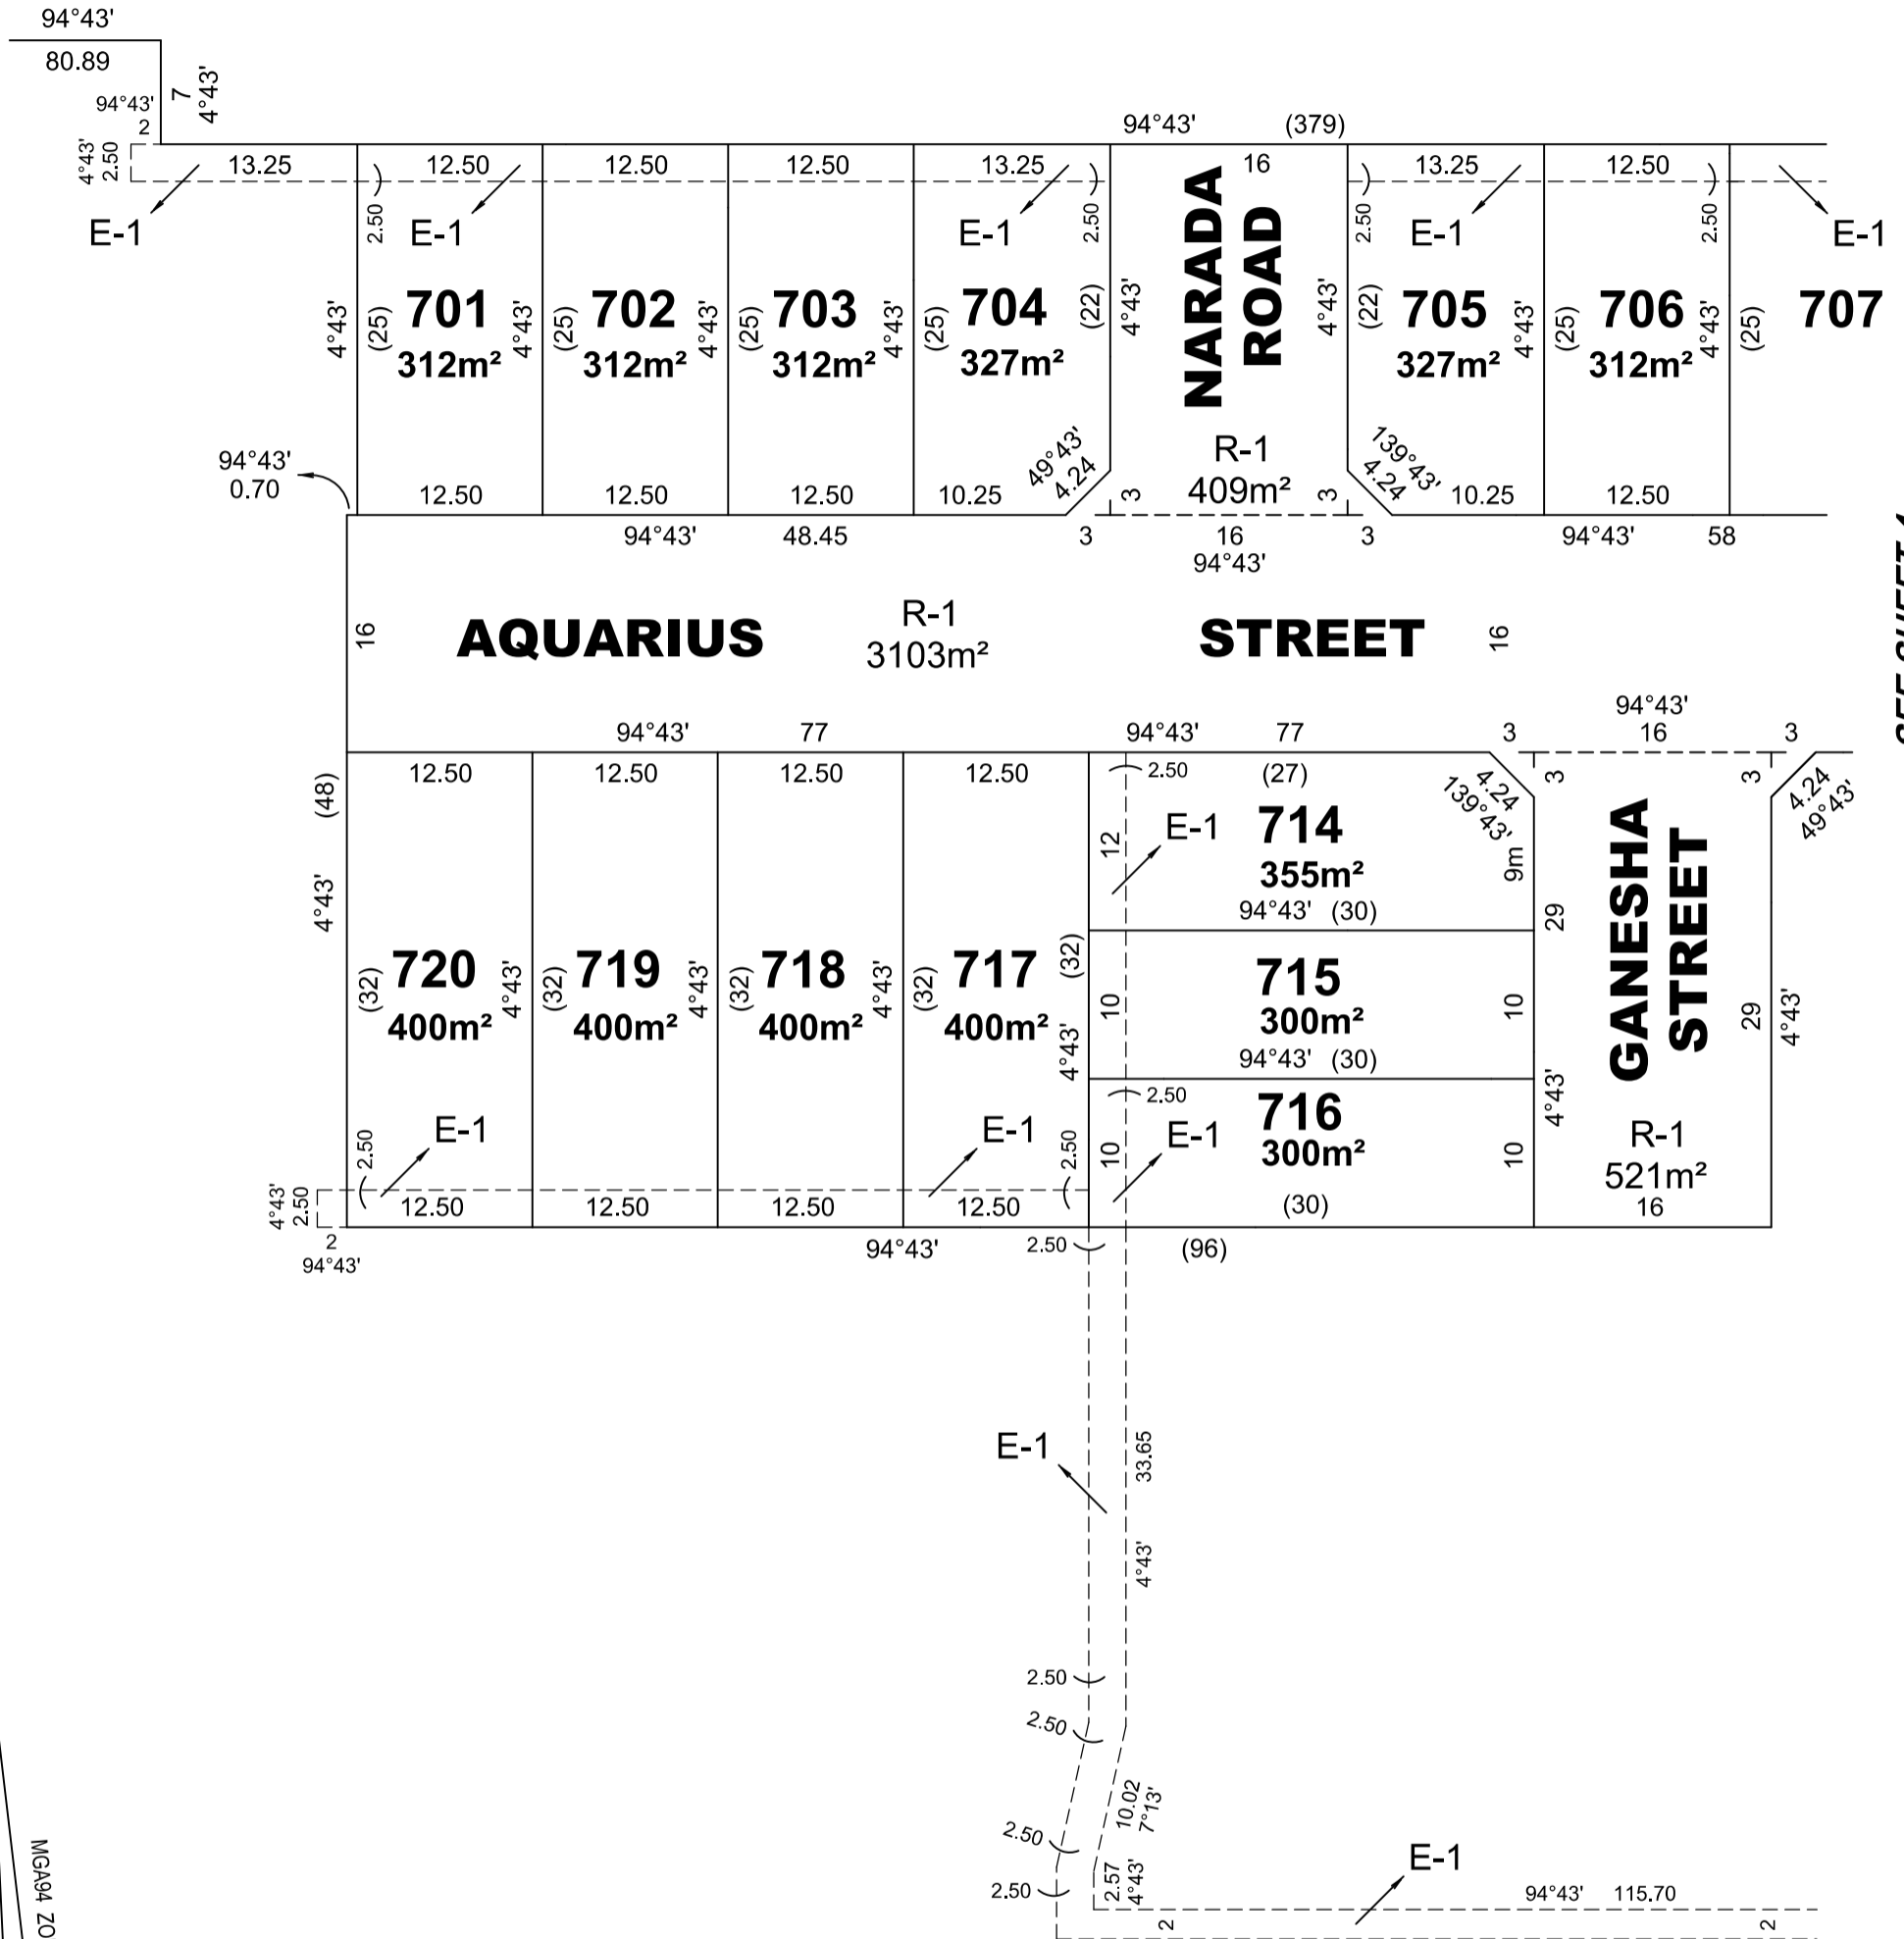 94°43'
80.89
7
4°43'
94°43'
2
4°43'
2.50
94°43' (379)
13.25 12.50 12.50 12.50 13.25 16 13.25 12.50
E-1 2.50 E-1 E-1 2.50 2.50 E-1 2.50 E-1
NARADA
ROAD
4°43' (25) 701 4°43' (25) 702 4°43' (25) 703 4°43' (25) 704 (22) 4°43' 4°43' (22) 705 4°43' (25) 706 4°43' (25) 707
312m² 312m² 312m² 327m² 327m² 312m²
94°43'
0.70
49°43'
4.24
R-1
409m²
139°43'
4.24
12.50 12.50 12.50 10.25 3 3 10.25 12.50
94°43' 48.45 3 16 3 94°43' 58
94°43'
16 AQUARIUS R-1 STREET 16
3103m²
94°43' 77 94°43' 77 3 94°43'
16 3
12.50 12.50 12.50 12.50 2.50 (27) 3 3
4.24
139°43'
4.24
49°43'
(48)
4°43'
12 E-1 714 9m
355m²
94°43' (30)
29
GANESHA
STREET
29
4°43'
(32) 720 4°43' (32) 719 4°43' (32) 718 4°43' (32) 717 (32) 4°43'
400m² 400m² 400m² 400m²
10 715 10
300m²
94°43' (30)
4°43'
2.50 716
300m²
10 E-1 10
(30)
R-1
521m²
16
2.50 E-1 E-1 2.50
4°43'
2.50
12.50 12.50 12.50 12.50
2
94°43'
94°43' 2.50 (96)
E-1 33.65
4°43'
2.50
2.50
10.02
7°13'
2.50
2.50
2.57
4°43'
E-1
94°43' 115.70
2 2
MGA94 ZO